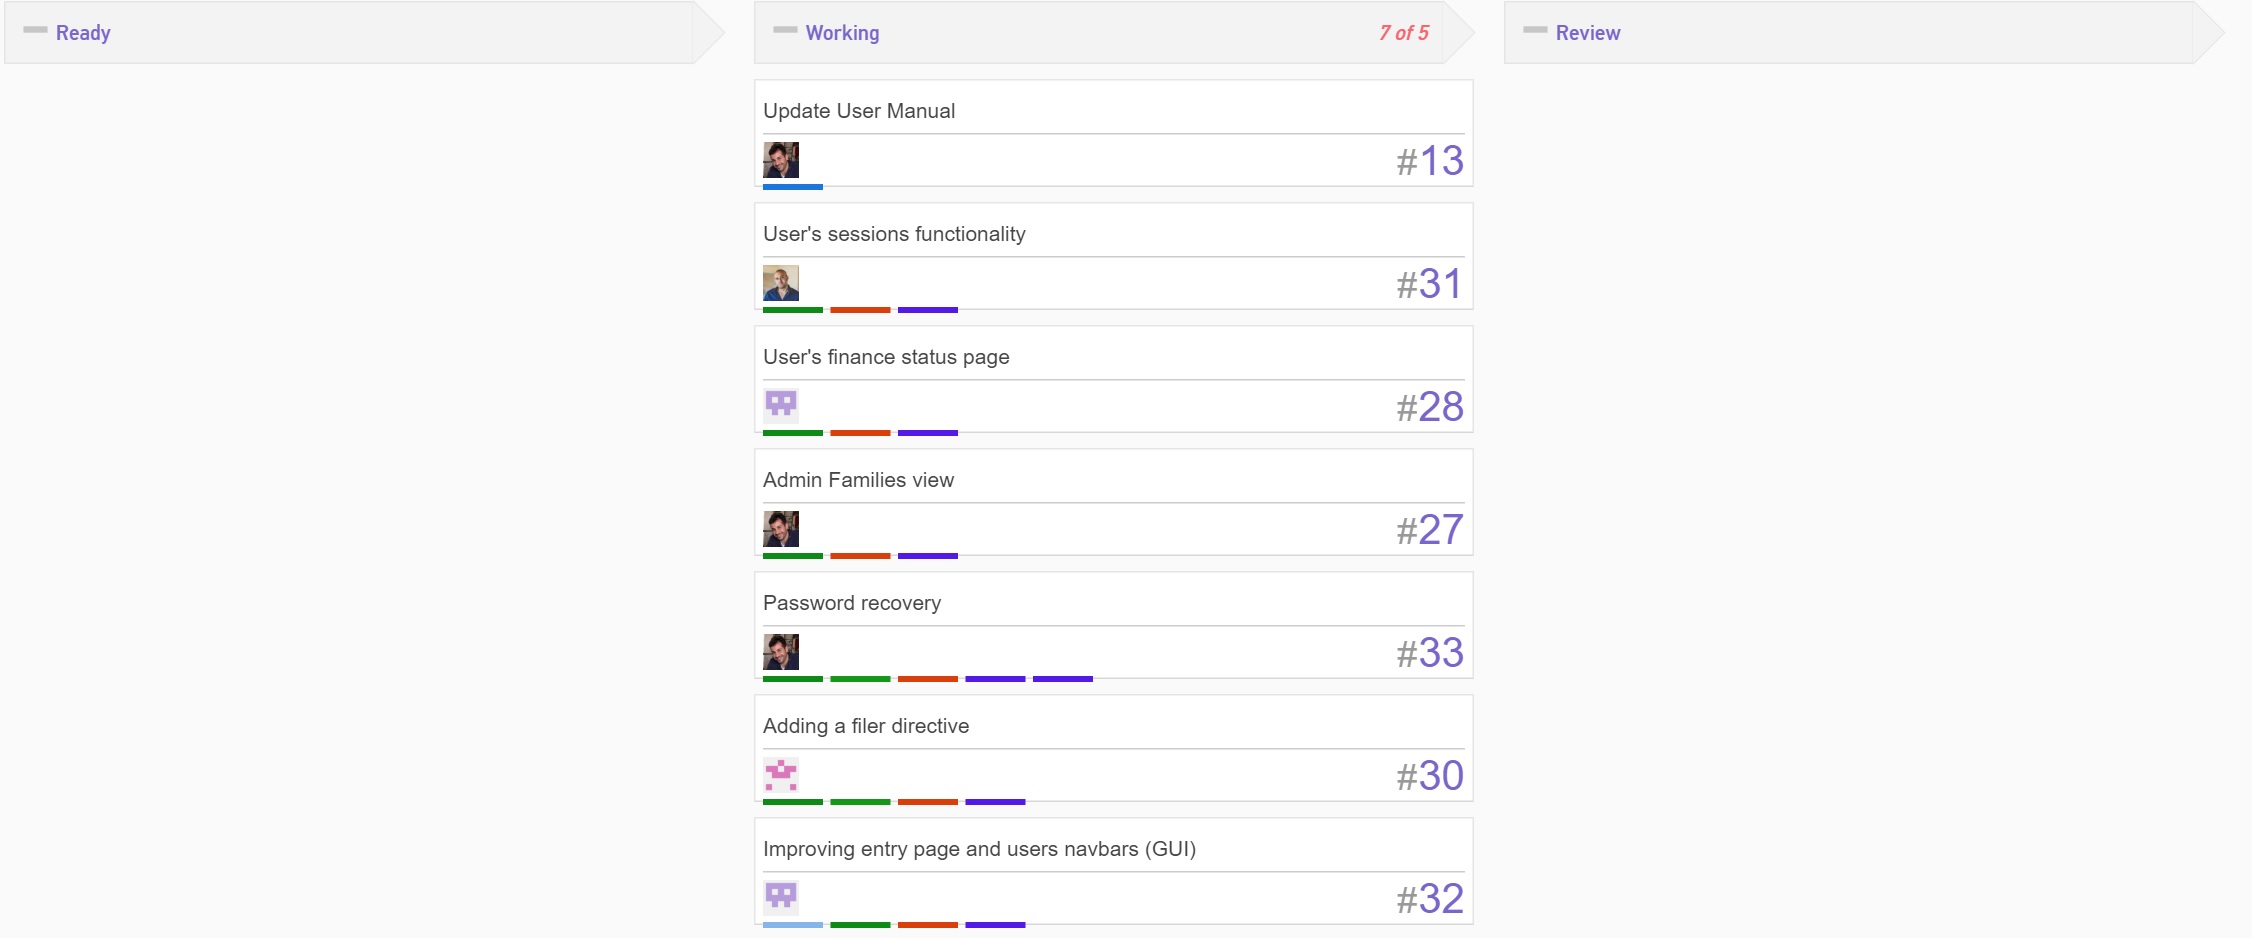 Ready
Working 7 of 5
Review
Update User Manual
#13
User's sessions functionality
#31
User's finance status page
#28
Admin Families view
#27
Password recovery
#33
Adding a filer directive
#30
Improving entry page and users navbars (GUI)
#32